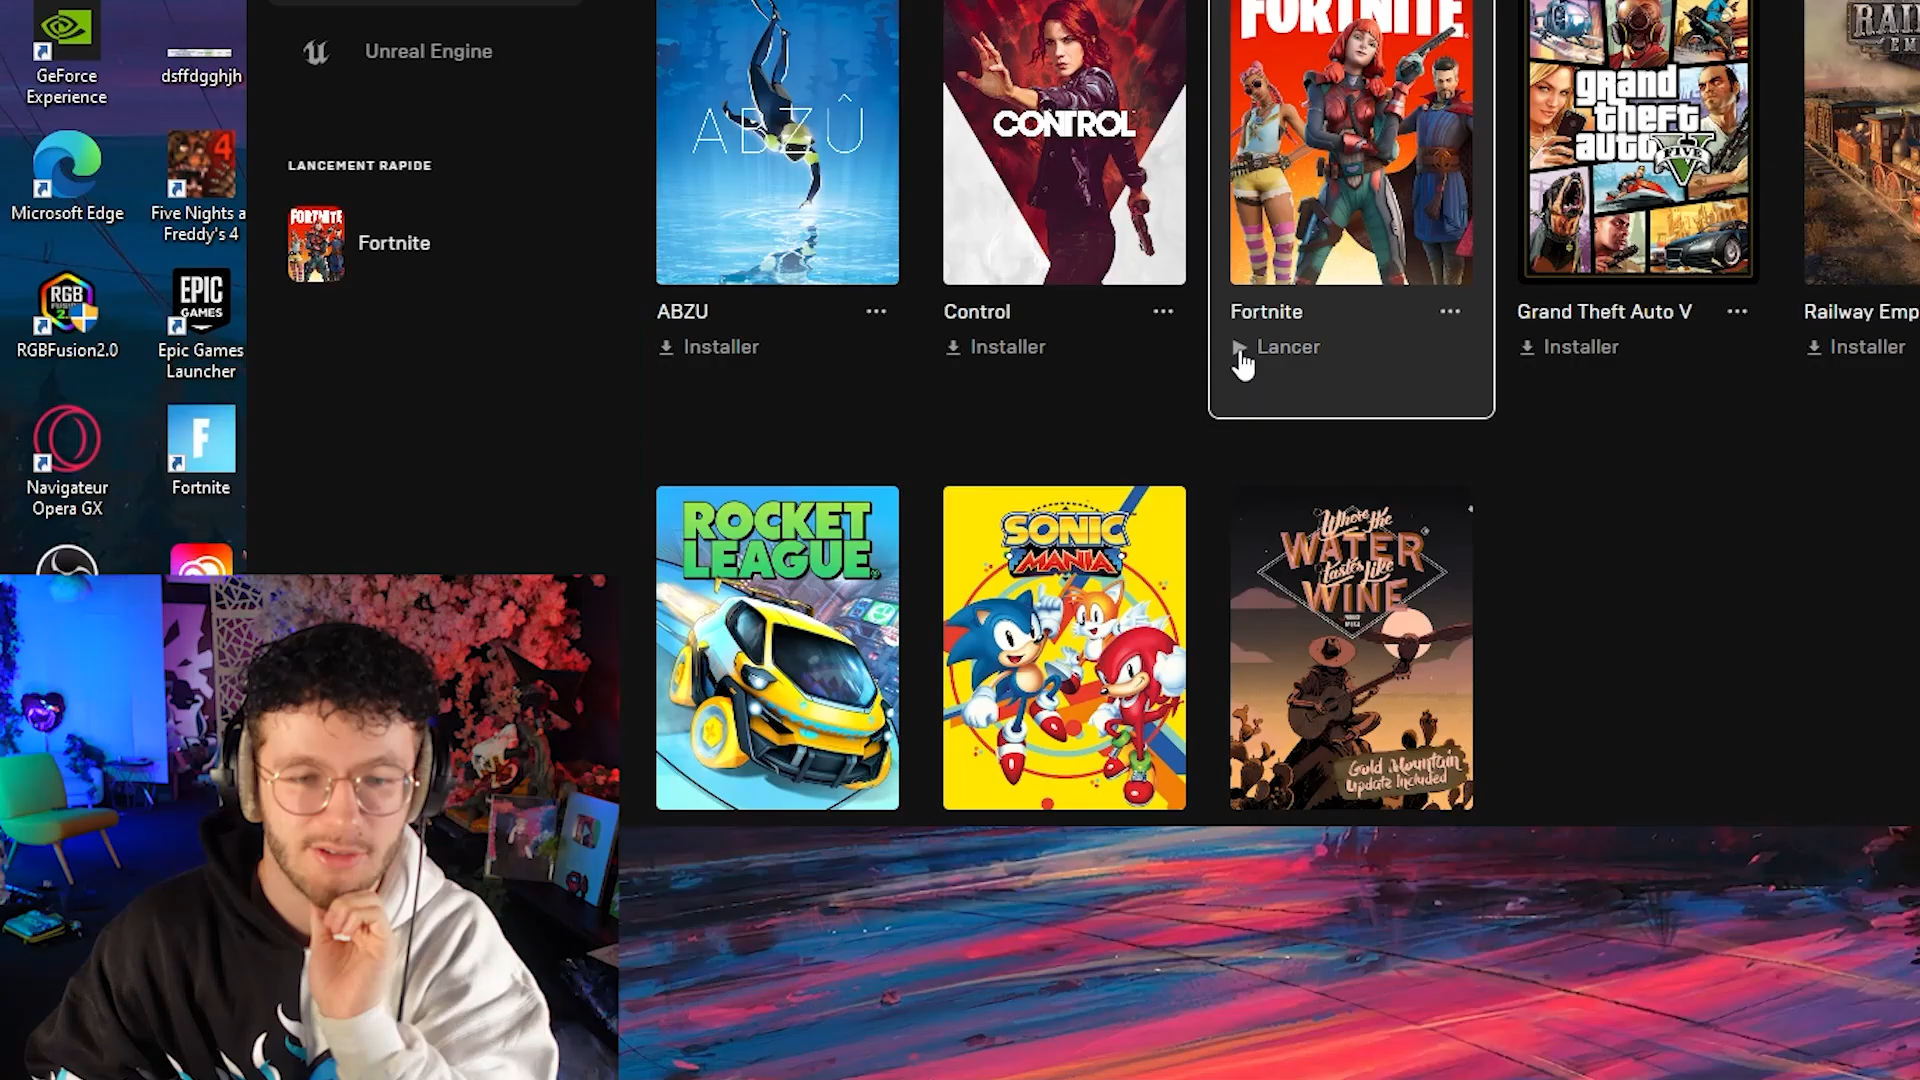 GeForce
Experience
dsffdgghjh
Microsoft Edge
4
Five Nights a
Freddy's 4
RGB
RGBFusion2.0
EPIC
GAMES
Epic Games
Launcher
Navigateur
Opera GX
F
Fortnite
Unreal Engine
LANCEMENT RAPIDE
FORTNITE
Fortnite
ABZÛ
ABZU
Installer
CONTROL
Control
Installer
FORTNITE
Fortnite
Lancer
grand
theft
auto
FIVE
Grand Theft Auto V
Installer
Railway Emp
Installer
ROCKET
LEAGUE
SONIC
MANIA
Where the
WATER
tastes Like
WINE
Gold Mountain
Update Included